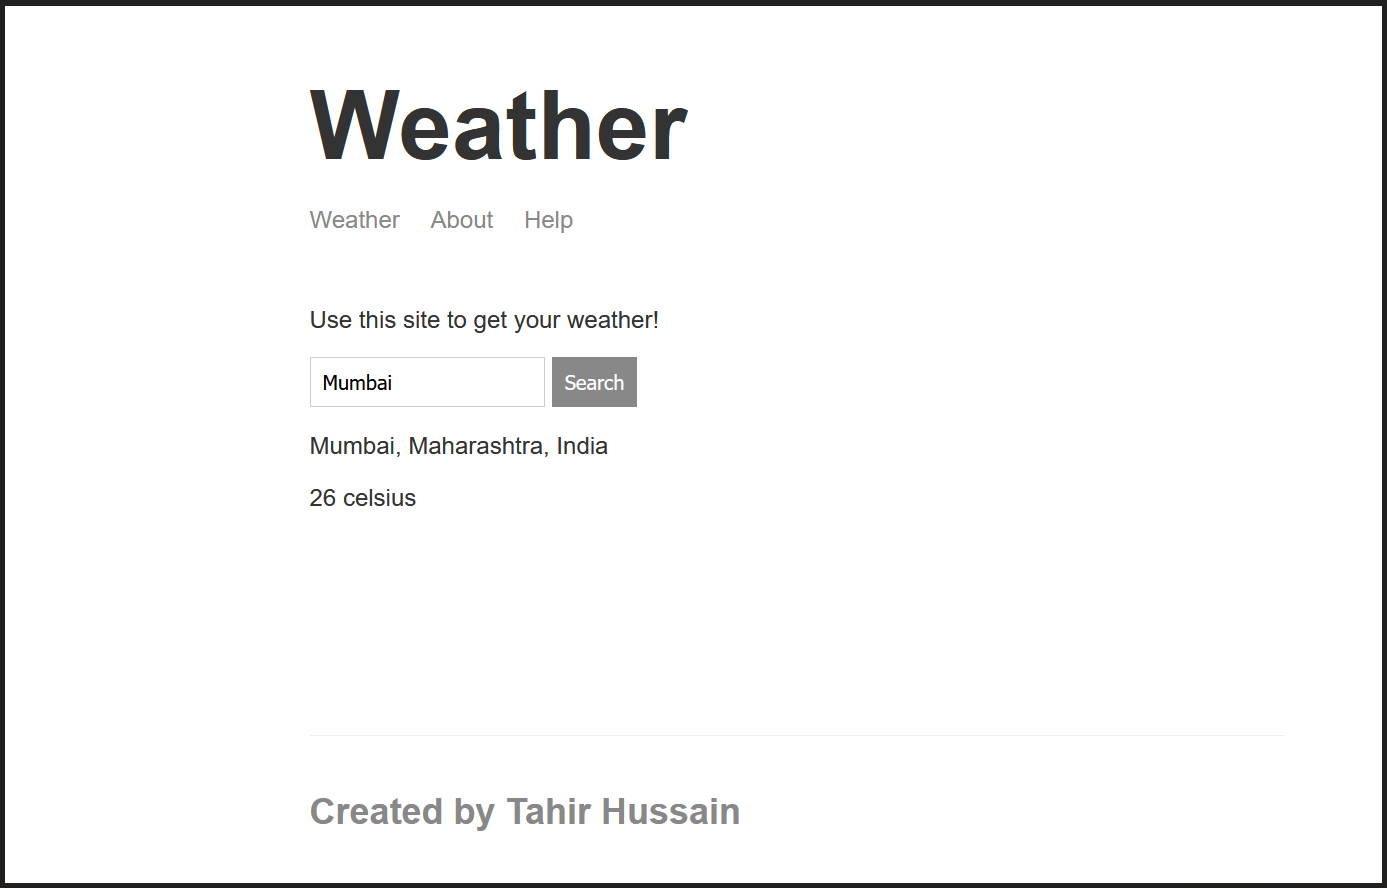 Weather
Weather About Help
Use this site to get your weather!
Mumbai Search
Mumbai, Maharashtra, India
26 celsius
Created by Tahir Hussain